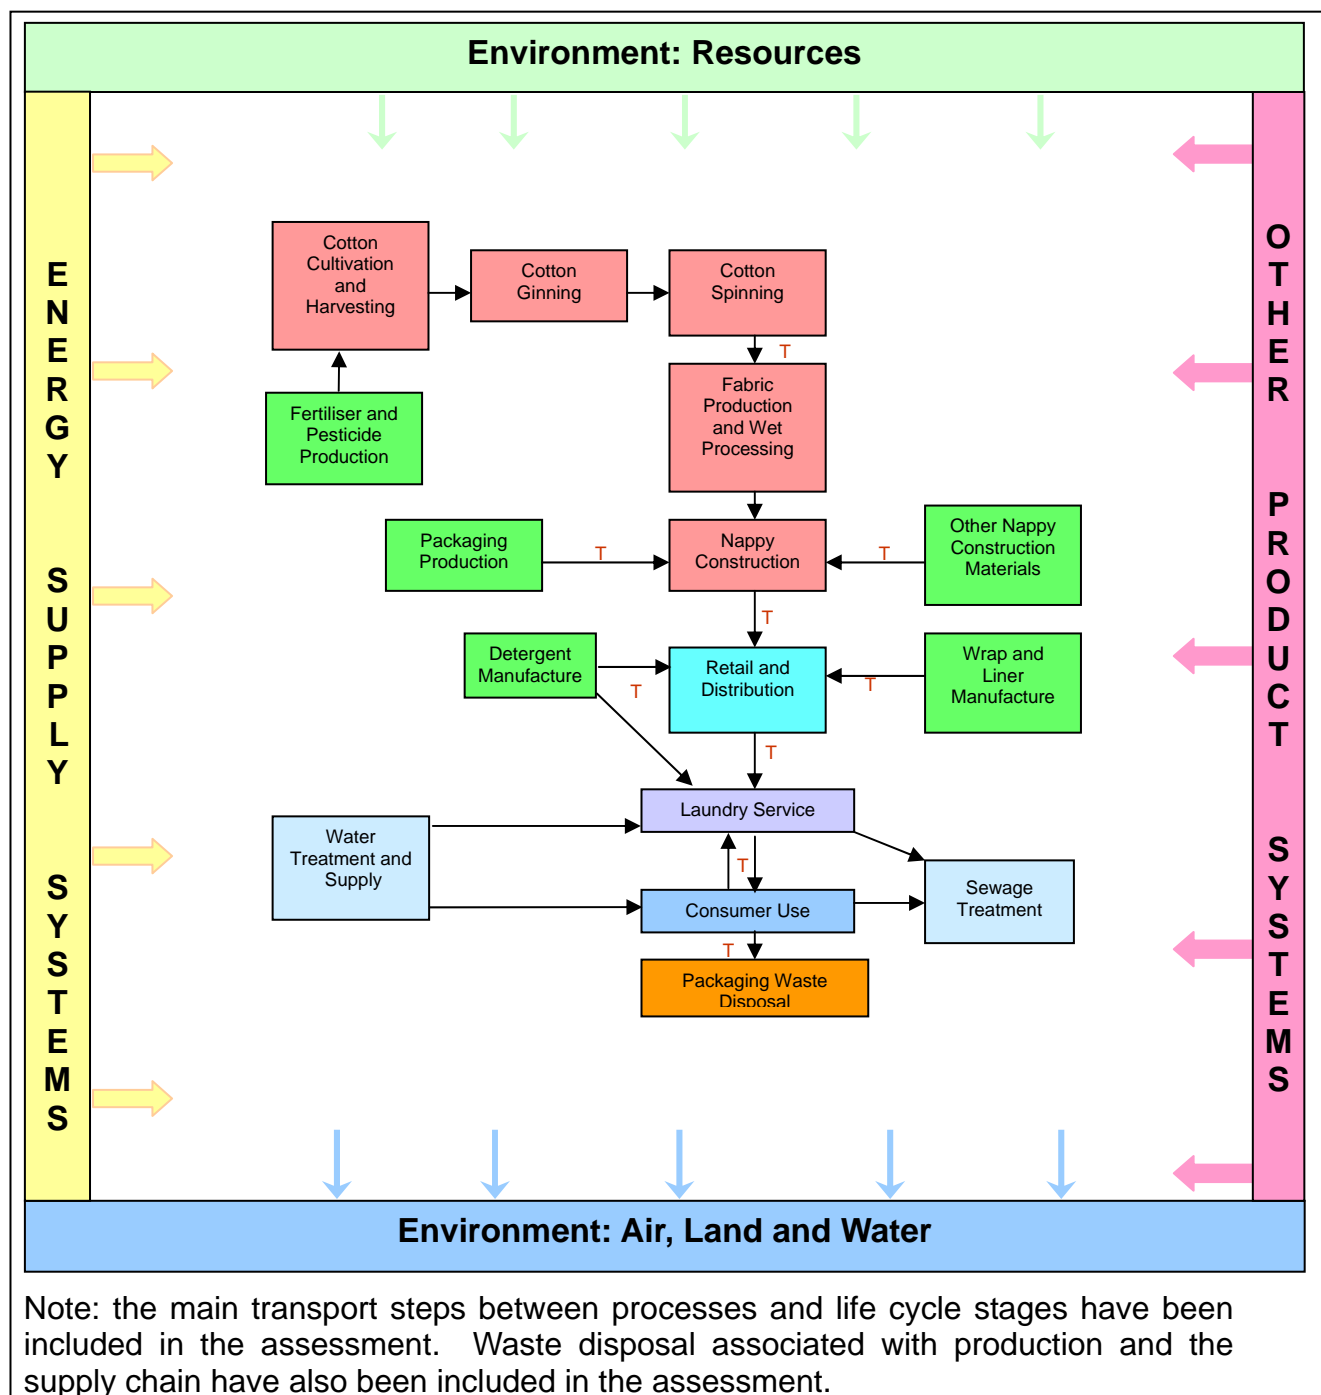 Environment: Resources
ENERGY SUPPLY SYSTEMS
OTHER PRODUCT SYSTEMS
Cotton
Cultivation
and
Harvesting
Cotton
Ginning
Cotton
Spinning
T
Fertiliser and
Pesticide
Production
Fabric
Production
and Wet
Processing
Packaging
Production
T
Nappy
Construction
T
Other Nappy
Construction
Materials
T
Detergent
Manufacture
T
Retail and
Distribution
T
Wrap and
Liner
Manufacture
T
Laundry Service
Water
Treatment and
Supply
T
Consumer Use
Sewage
Treatment
T
Packaging Waste
Disposal
Environment: Air, Land and Water
Note: the main transport steps between processes and life cycle stages have been
included in the assessment. Waste disposal associated with production and the
supply chain have also been included in the assessment.